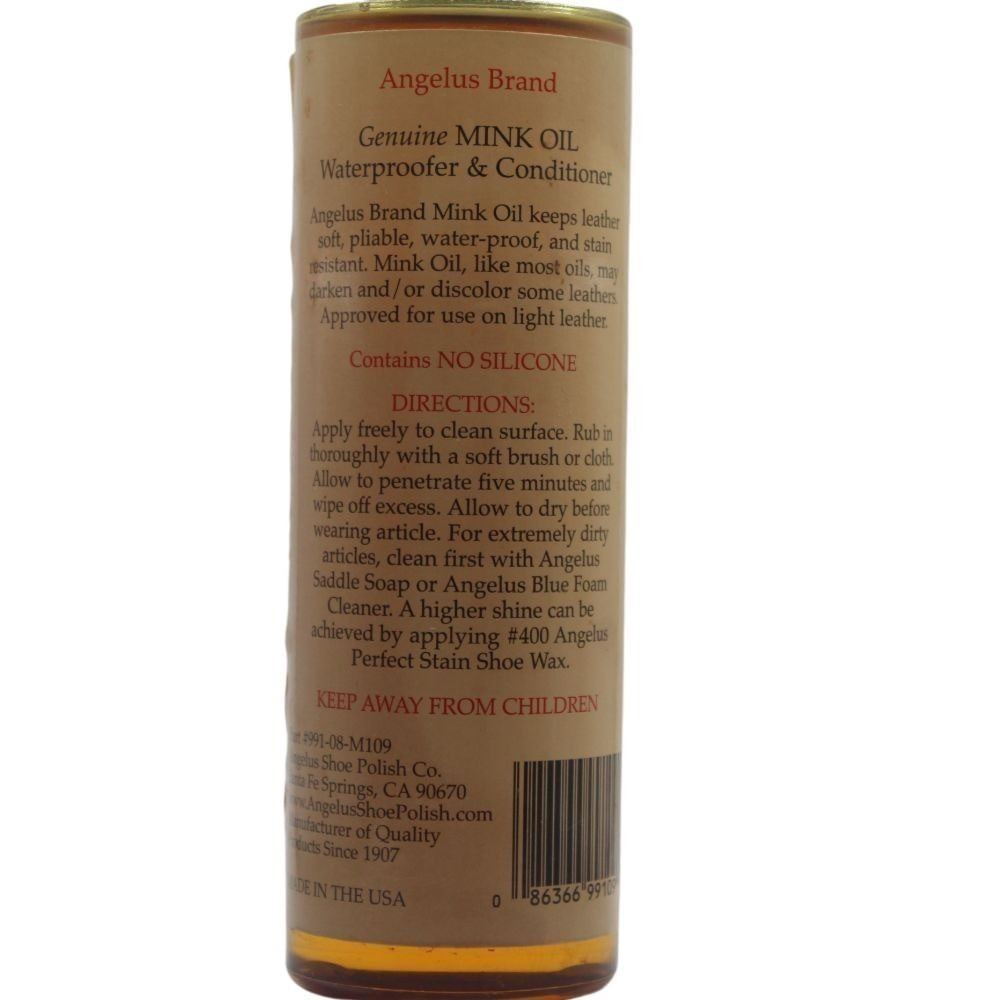 Angelus Brand
Genuine MINK OIL
Waterproofer & Conditioner
Angelus Brand Mink Oil keeps leather
soft, pliable, water-proof, and stain
resistant. Mink Oil, like most oils, may
darken and/or discolor some leathers.
Approved for use on light leather.
Contains NO SILICONE
DIRECTIONS:
Apply freely to clean surface. Rub in
thoroughly with a soft brush or cloth.
Allow to penetrate five minutes and
wipe off excess. Allow to dry before
wearing article. For extremely dirty
articles, clean first with Angelus
Saddle Soap or Angelus Blue Foam
Cleaner. A higher shine can be
achieved by applying #400 Angelus
Perfect Stain Shoe Wax.
KEEP AWAY FROM CHILDREN
#991-08-M109
Angelus Shoe Polish Co.
Santa Fe Springs, CA 90670
www.AngelusShoePolish.com
Manufacturer of Quality
Products Since 1907
MADE IN THE USA
0 86366 99109